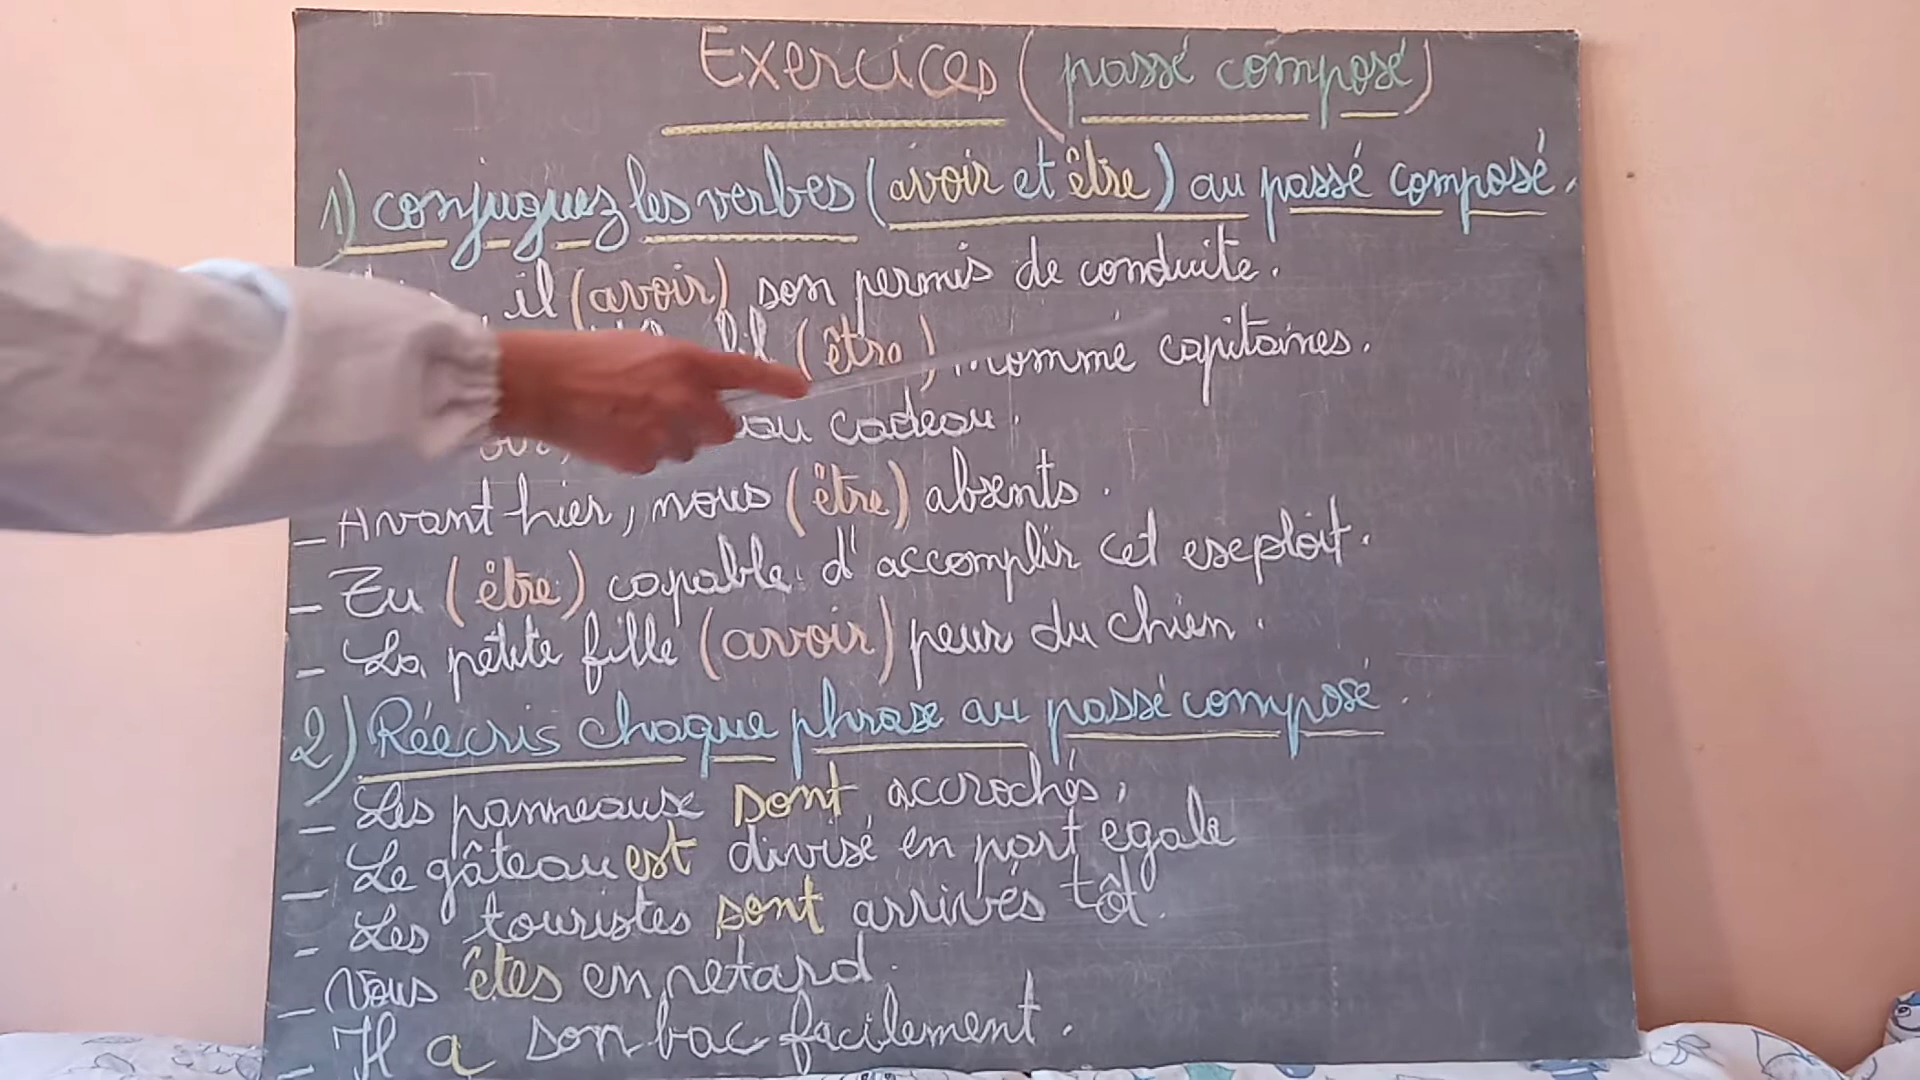 Exercices (passé composé)
1) conjuguez les verbes (avoir et être) au passé composé.
, il (avoir) son permis de conduite.
(être) nommé capitaines.
cadeau.
_ Avant hier, nous (être) absents.
_ Tu (être) capable d'accomplir cet exeploit.
_ La petite fille (avoir) peur du chien.
2) Réécris chaque phrase au passé composé.
_ Les panneaux sont accrochés.
_ Le gâteau est divisé en part égale
_ Les touristes sont arrivés tôt.
_ Vous êtes en retard.
_ Il a son bac facilement.